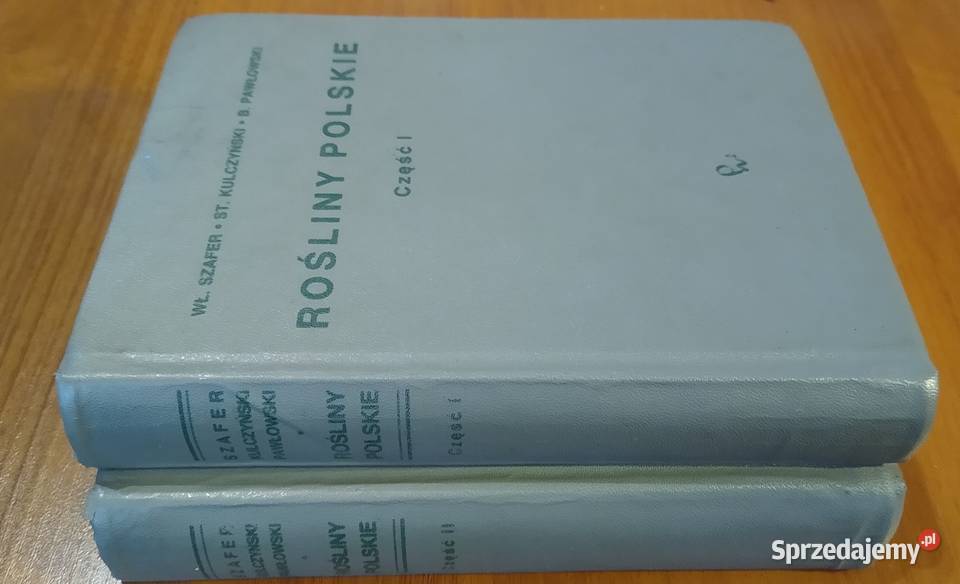 WŁ. SZAFER • ST. KULCZYŃSKI • B. PAWŁOWSKI
ROŚLINY POLSKIE
Część I
SZAFER
KULCZYŃSKI
PAWŁOWSKI
ROŚLINY
POLSKIE
Część I
SZAFER
KULCZYŃSKI
PAWŁOWSKI
ROŚLINY
POLSKIE
Część II
Sprzedajemy.pl